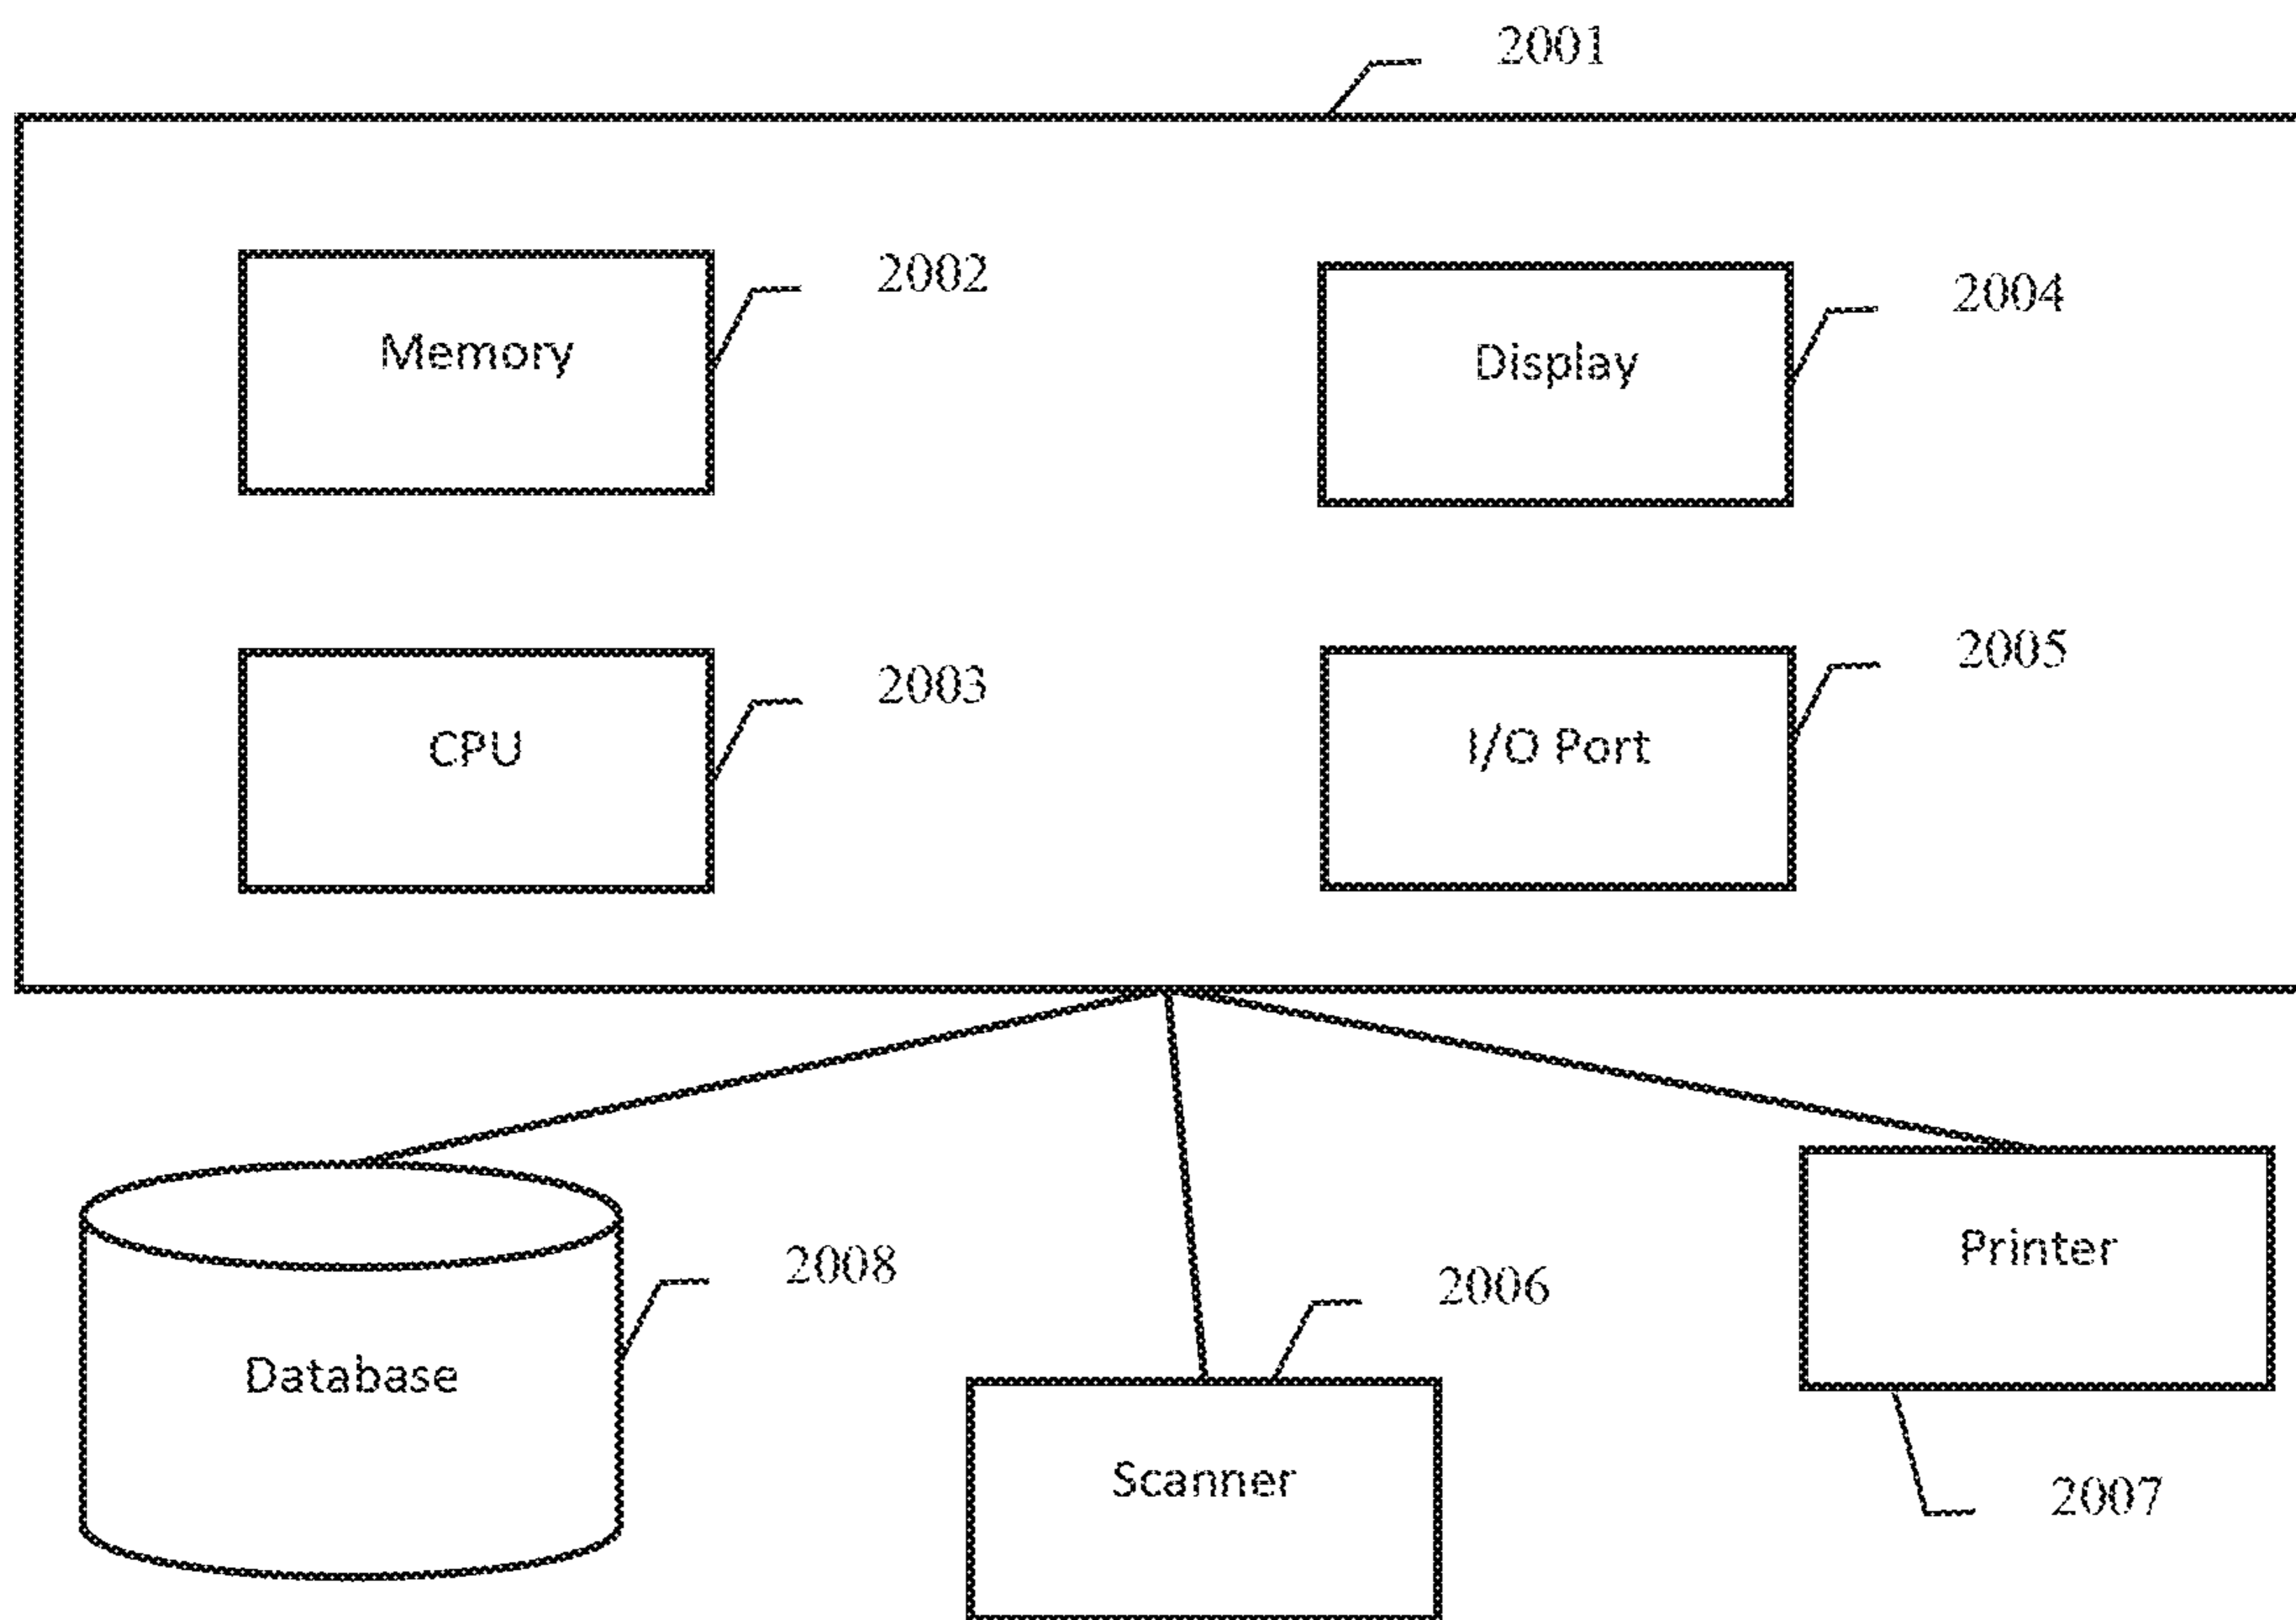 2001
Memory
2002
Display
2004
CPU
2003
I/O Port
2005
Database
2008
Scanner
2006
Printer
2007